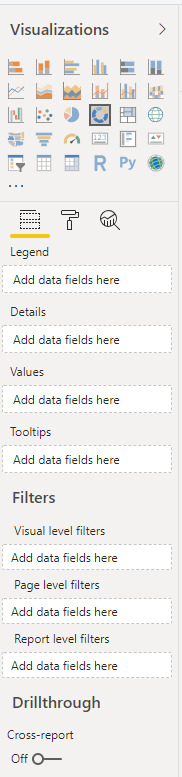 Visualizations
123
R Py
...
Legend
Add data fields here
Details
Add data fields here
Values
Add data fields here
Tooltips
Add data fields here
Filters
Visual level filters
Add data fields here
Page level filters
Add data fields here
Report level filters
Add data fields here
Drillthrough
Cross-report
Off